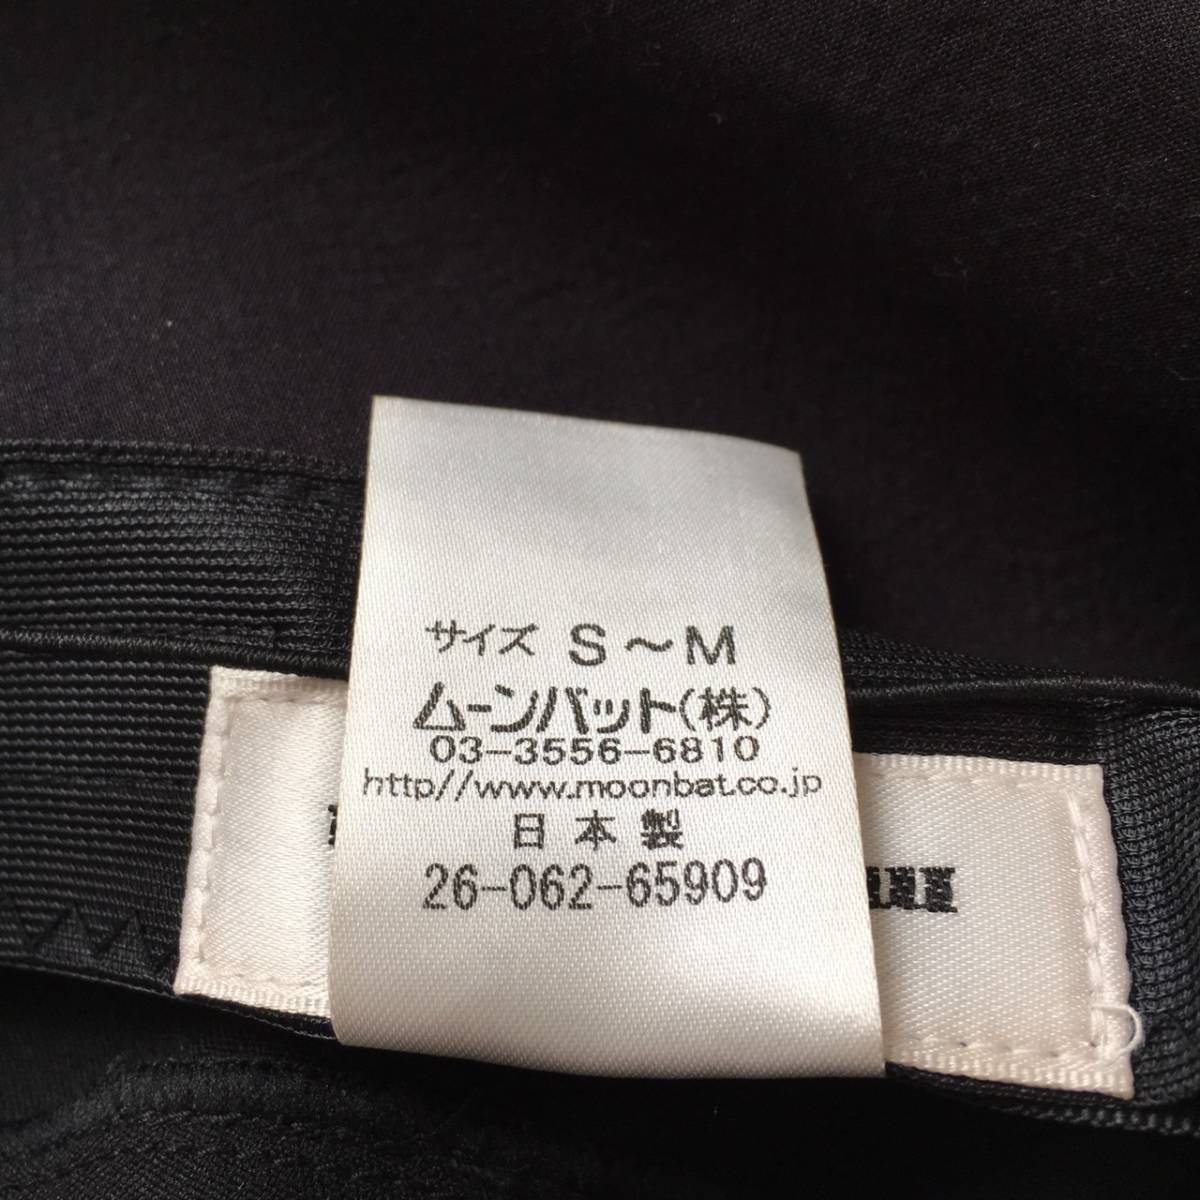 サイズ S～M
ムーンバット(株)
03-3556-6810
http//www.moonbat.co.jp
日本製
26-062-65909